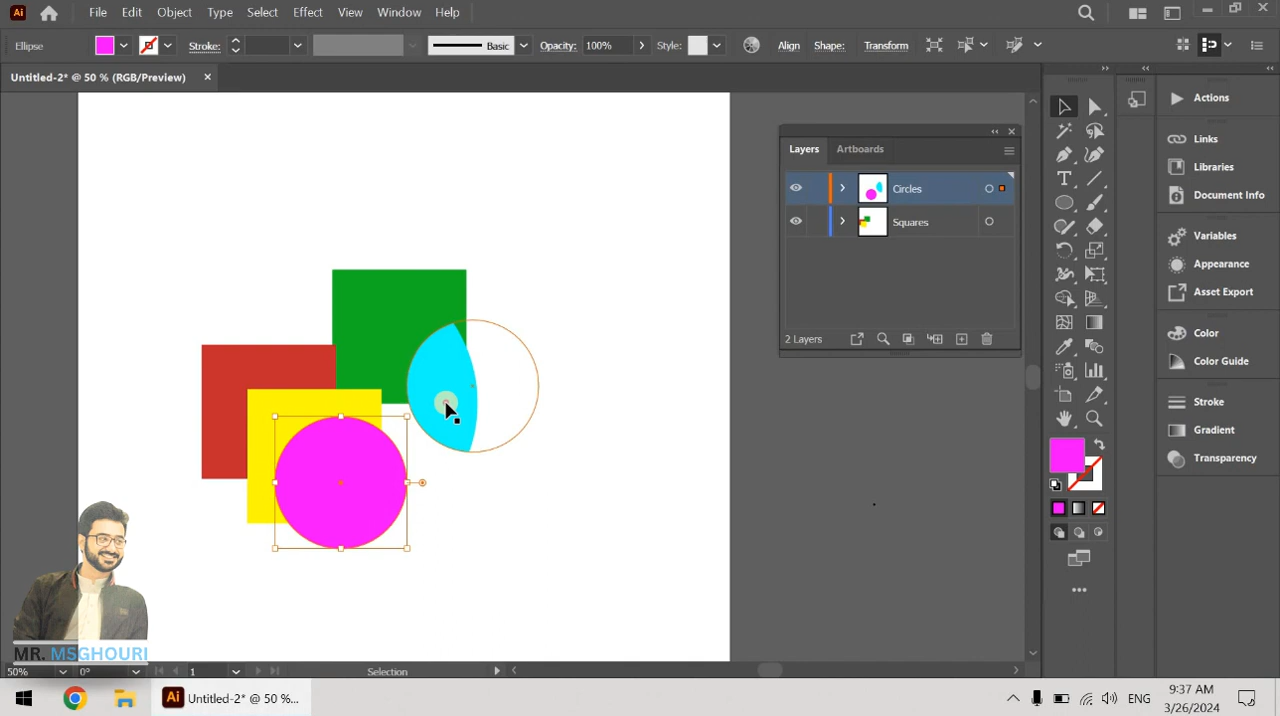 Ai File Edit Object Type Select Effect View Window Help
Ellipse Stroke: Basic Opacity: 100% Style: Align Shape: Transform
Untitled-2* @ 50 % (RGB/Preview) ×
Layers Artboards
Circles
Squares
2 Layers
Actions
Links
Libraries
Document Info
Variables
Appearance
Asset Export
Color
Color Guide
Stroke
Gradient
Transparency
MR. MSGHOURI
50% 0° 1 Selection
Ai Untitled-2* @ 50 %... ENG
9:37 AM
3/26/2024